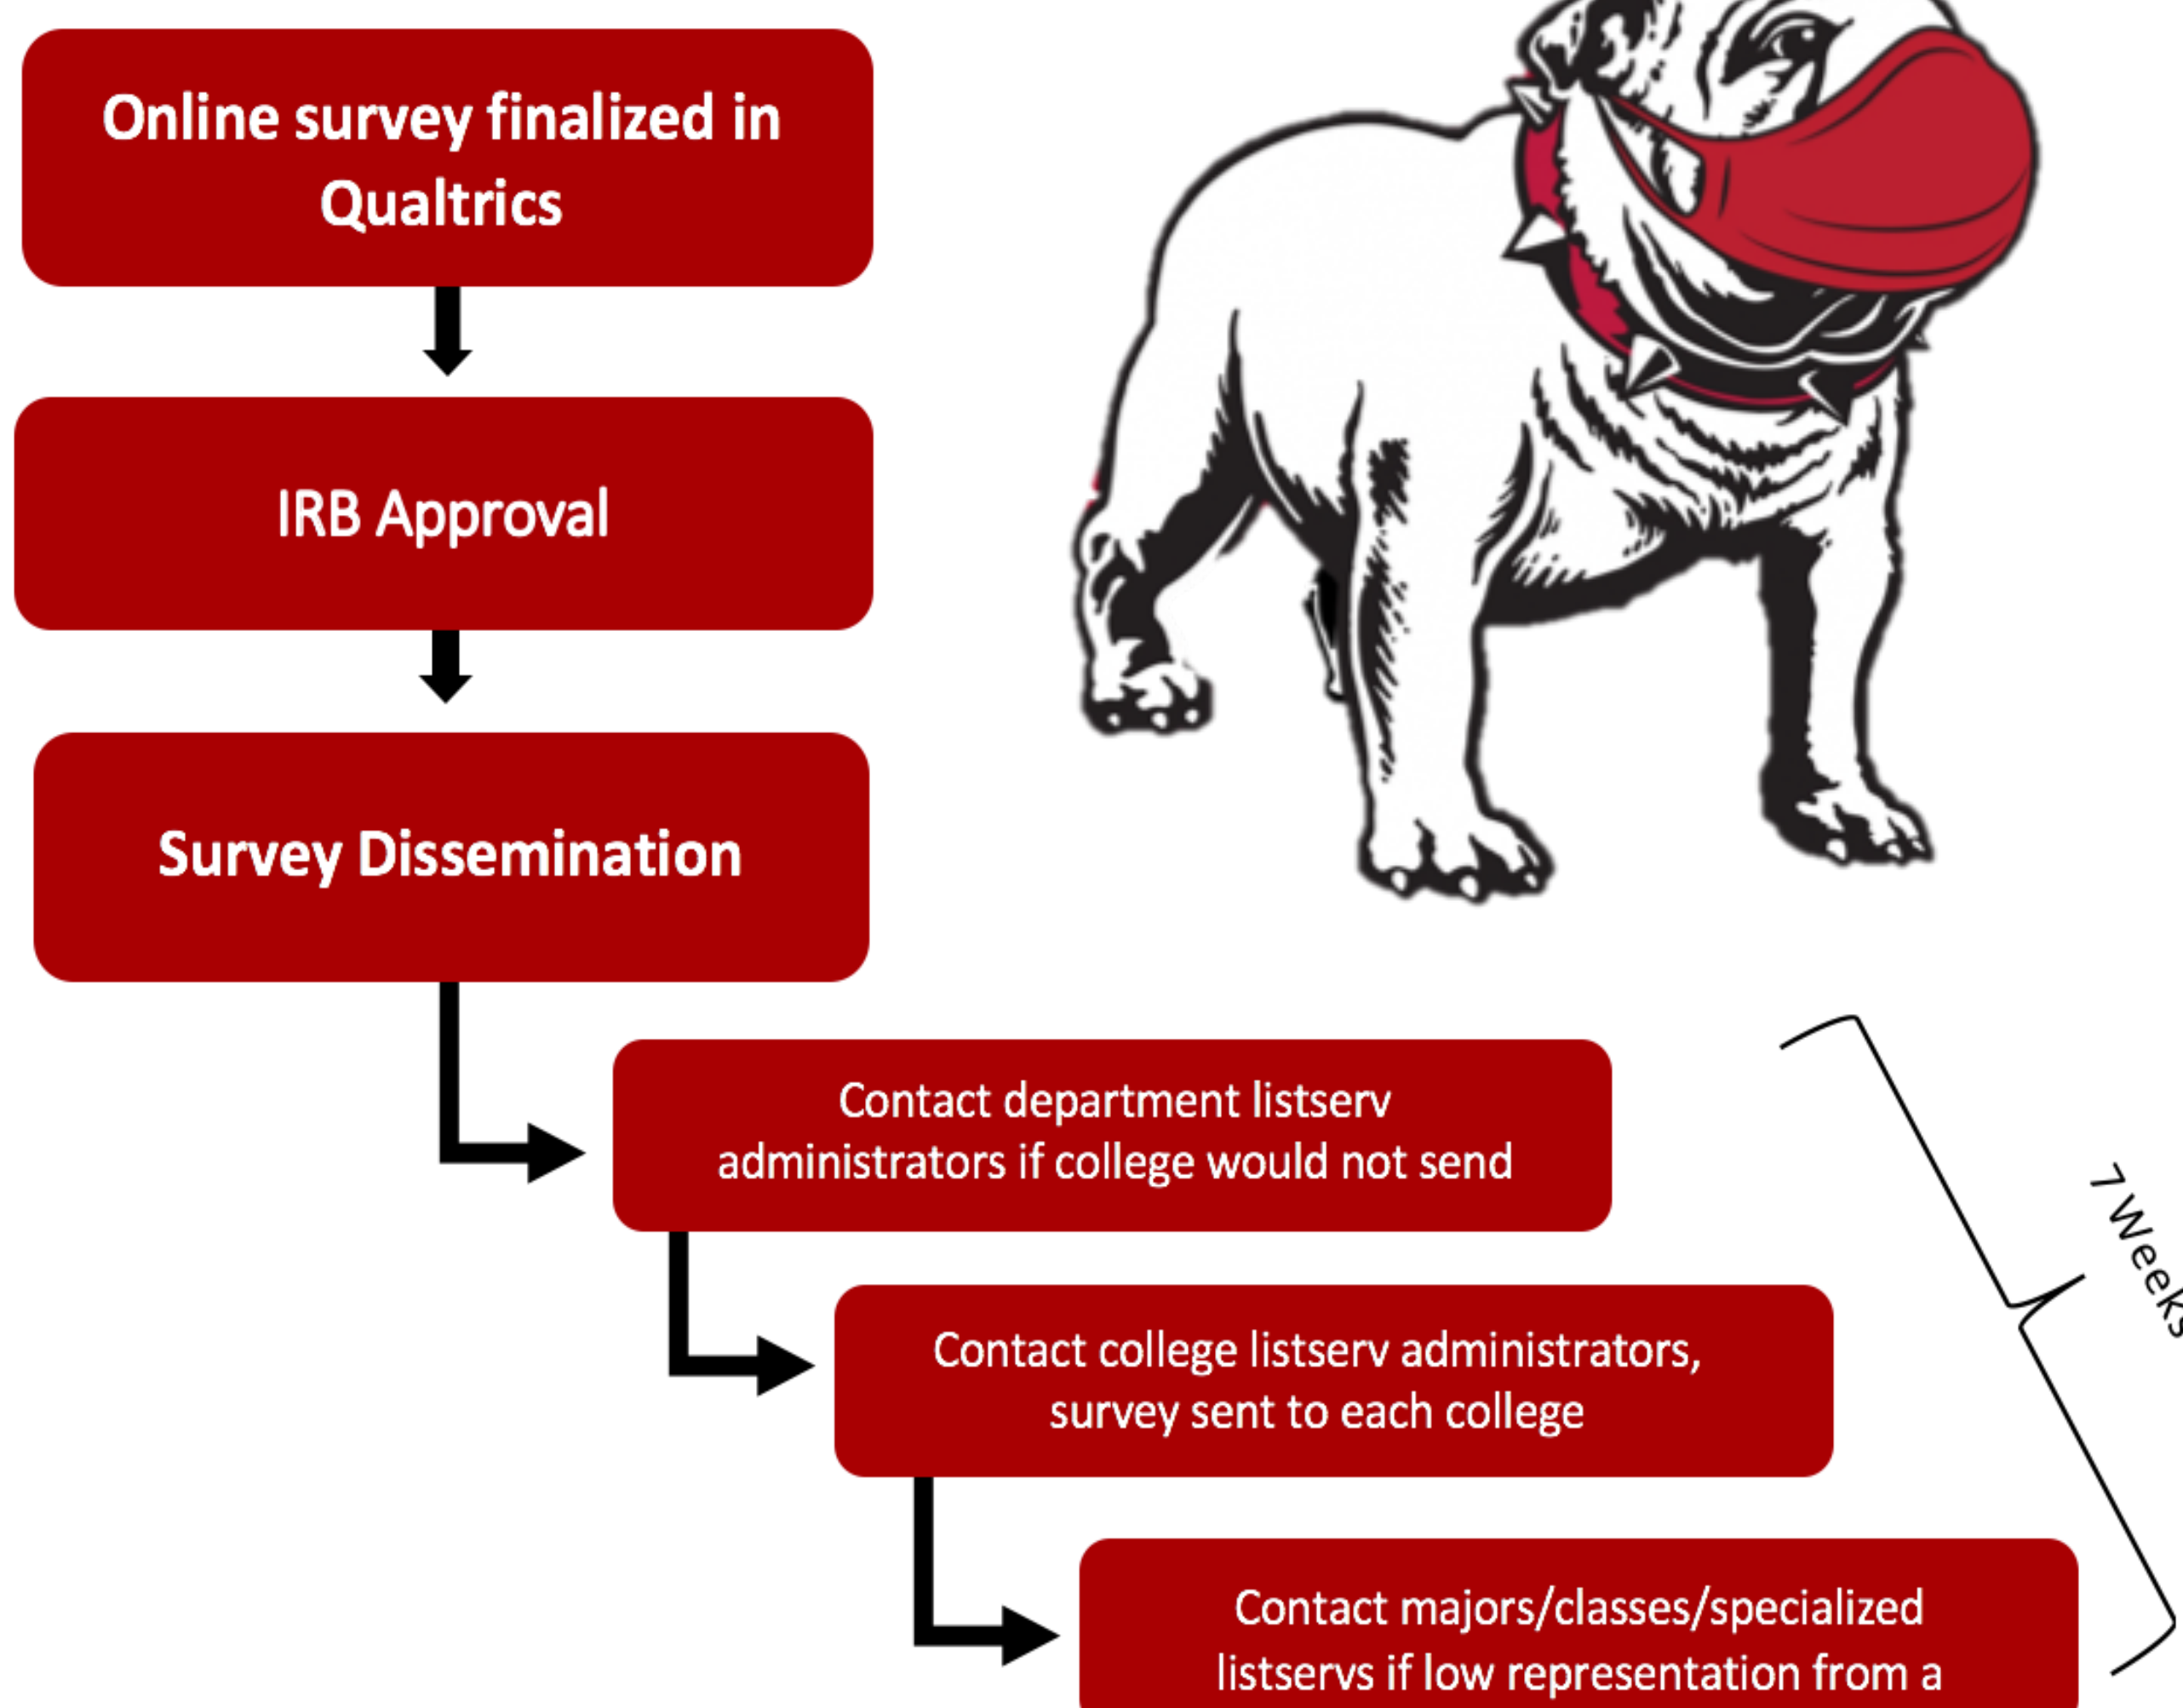 Online survey finalized in
Qualtrics
IRB Approval
Survey Dissemination
Contact department listserv
administrators if college would not send
7 Weeks
Contact college listserv administrators,
survey sent to each college
Contact majors/classes/specialized
listservs if low representation from a